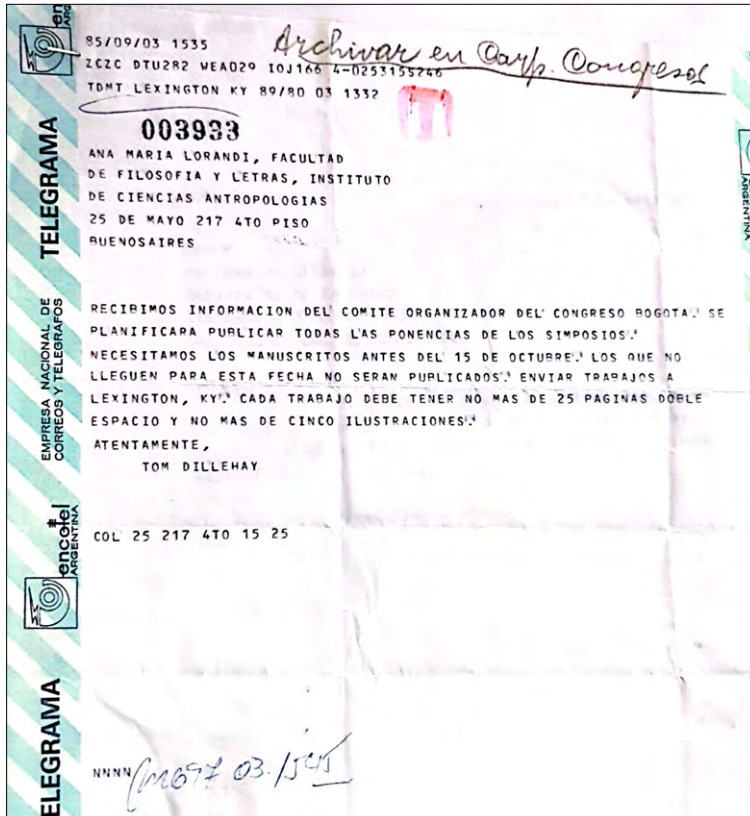 85/09/03 1535
Archivar en Carp. Congresos
ZCZC DTU282 WEA029 IOJ166 4-0253155246
TDMT LEXINGTON KY 89/80 03 1332
003933
ANA MARIA LORANDI, FACULTAD
DE FILOSOFIA Y LETRAS, INSTITUTO
DE CIENCIAS ANTROPOLOGIAS
25 DE MAYO 217 4TO PISO
BUENOSAIRES
RECIBIMOS INFORMACION DEL COMITE ORGANIZADOR DEL CONGRESO BOGOTA. SE
PLANIFICARA PUBLICAR TODAS LAS PONENCIAS DE LOS SIMPOSIOS.
NECESITAMOS LOS MANUSCRITOS ANTES DEL 15 DE OCTUBRE. LOS QUE NO
LLEGUEN PARA ESTA FECHA NO SERAN PUBLICADOS. ENVIAR TRABAJOS A
LEXINGTON, KY. CADA TRABAJO DEBE TENER NO MAS DE 25 PAGINAS DOBLE
ESPACIO Y NO MAS DE CINCO ILUSTRACIONES.
ATENTAMENTE,
TOM DILLEHAY
COL 25 217 4TO 15 25
NNNN
03. 1545
TELEGRAMA
EMPRESA NACIONAL DE
CORREOS Y TELEGRAFOS
encotel
ARGENTINA
ELEGRAMA
ARGENTINA